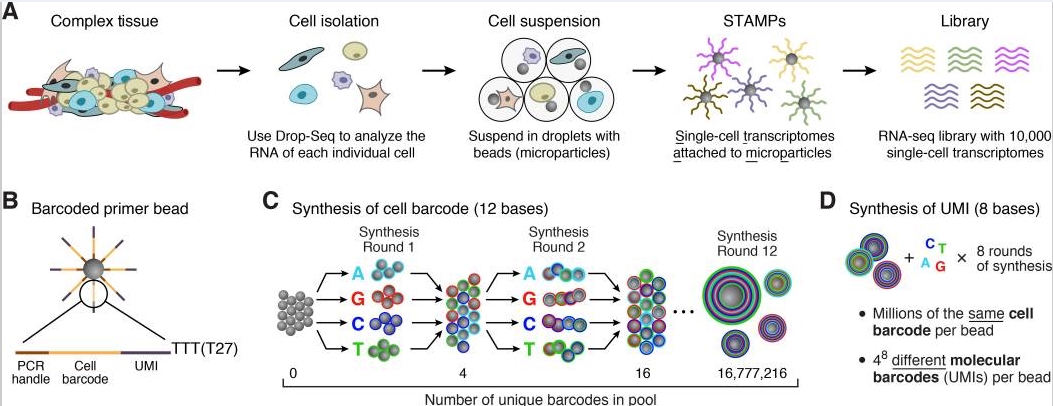 A
Complex tissue
Cell isolation
Cell suspension
STAMPs
Library
Use Drop-Seq to analyze the
RNA of each individual cell
Suspend in droplets with
beads (microparticles)
Single-cell transcriptomes
attached to microparticles
RNA-seq library with 10,000
single-cell transcriptomes
B
Barcoded primer bead
TTT(T27)
PCR
handle
Cell
barcode
UMI
C
Synthesis of cell barcode (12 bases)
Synthesis
Round 1
Synthesis
Round 2
Synthesis
Round 12
A
G
C
T
A
G
C
T
...
0
4
16
16,777,216
Number of unique barcodes in pool
D
Synthesis of UMI (8 bases)
+
C
T
A
G
× 8 rounds
of synthesis
• Millions of the same cell
barcode per bead
• 4⁸ different molecular
barcodes (UMIs) per bead